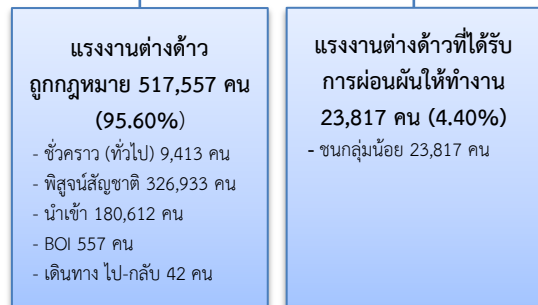 แรงงานต่างด้าว
ถูกกฎหมาย 517,557 คน
(95.60%)
- ชั่วคราว (ทั่วไป) 9,413 คน
- พิสูจน์สัญชาติ 326,933 คน
- นำเข้า 180,612 คน
- BOI 557 คน
- เดินทาง ไป-กลับ 42 คน
แรงงานต่างด้าวที่ได้รับ
การผ่อนผันให้ทำงาน
23,817 คน (4.40%)
- ชนกลุ่มน้อย 23,817 คน